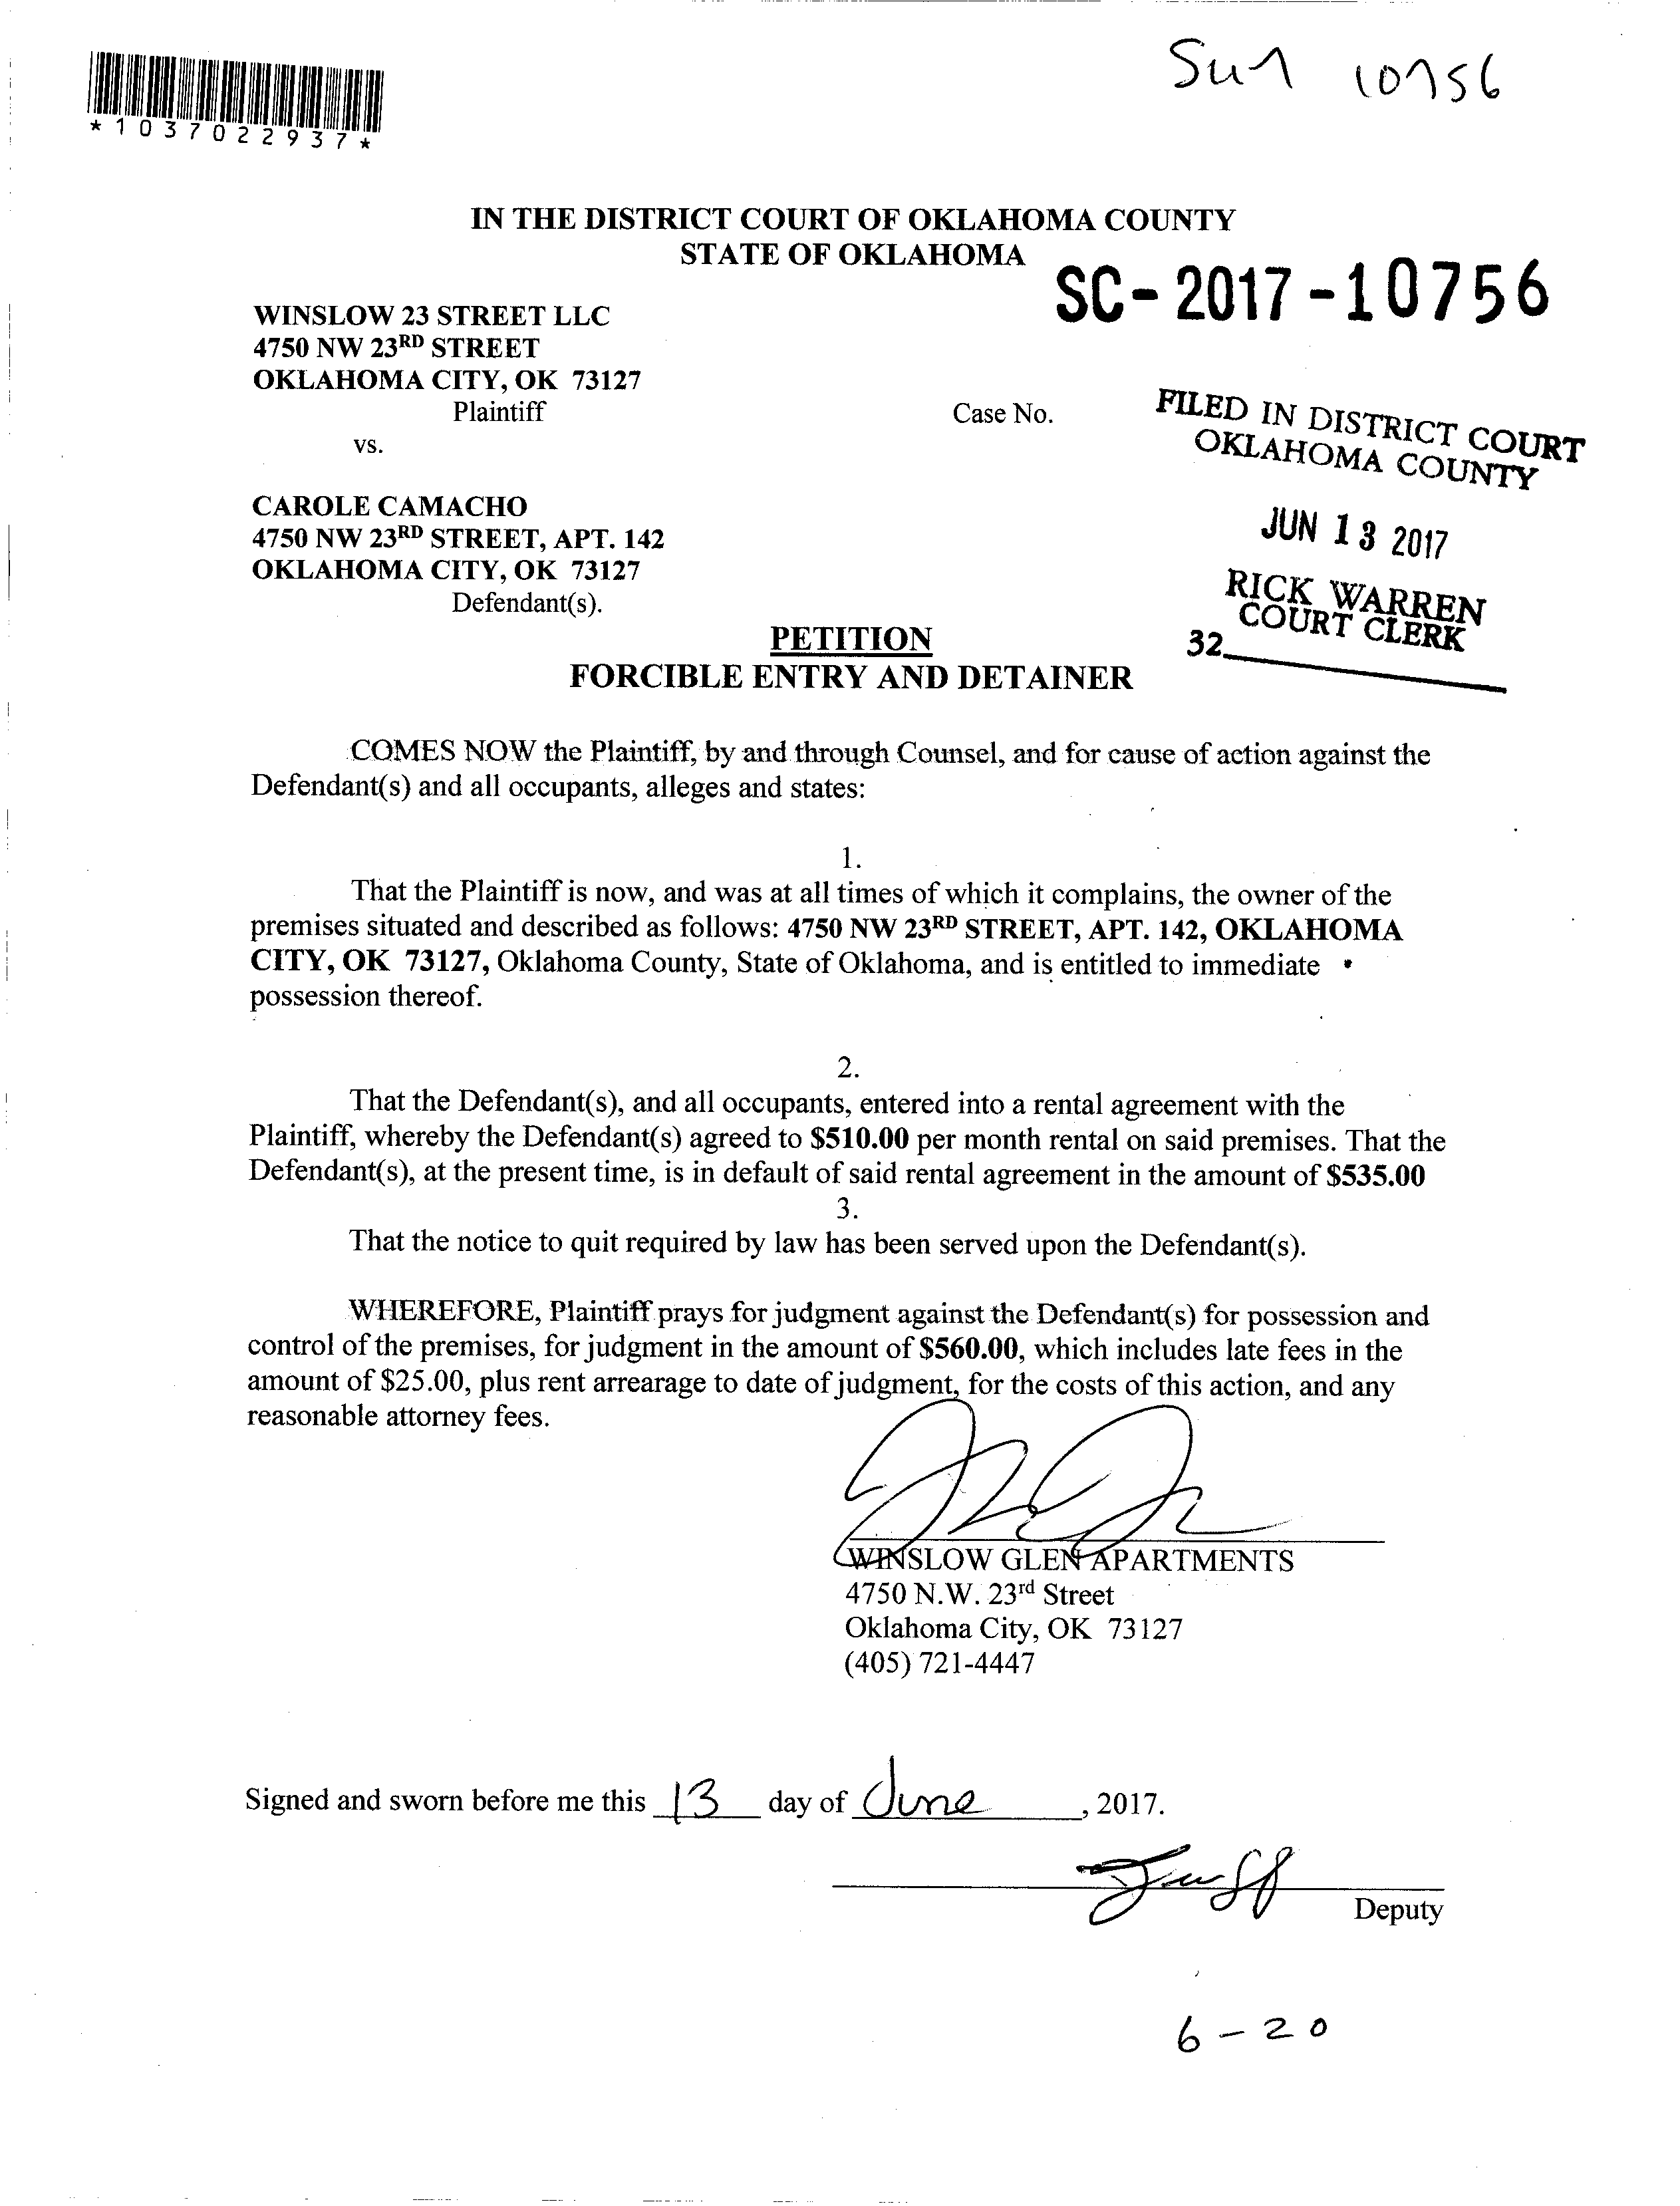 Sun 10756
*1037022937*
IN THE DISTRICT COURT OF OKLAHOMA COUNTY
STATE OF OKLAHOMA
SC-2017-10756
WINSLOW 23 STREET LLC
4750 NW 23RD STREET
OKLAHOMA CITY, OK 73127
Plaintiff
Case No.
vs.
FILED IN DISTRICT COURT
OKLAHOMA COUNTY
JUN 13 2017
RICK WARREN
COURT CLERK
32
CAROLE CAMACHO
4750 NW 23RD STREET, APT. 142
OKLAHOMA CITY, OK 73127
Defendant(s).
PETITION
FORCIBLE ENTRY AND DETAINER
COMES NOW the Plaintiff, by and through Counsel, and for cause of action against the
Defendant(s) and all occupants, alleges and states:
1.
That the Plaintiff is now, and was at all times of which it complains, the owner of the
premises situated and described as follows: 4750 NW 23RD STREET, APT. 142, OKLAHOMA
CITY, OK 73127, Oklahoma County, State of Oklahoma, and is entitled to immediate
possession thereof.
2.
That the Defendant(s), and all occupants, entered into a rental agreement with the
Plaintiff, whereby the Defendant(s) agreed to $510.00 per month rental on said premises. That the
Defendant(s), at the present time, is in default of said rental agreement in the amount of $535.00
3.
That the notice to quit required by law has been served upon the Defendant(s).
WHEREFORE, Plaintiff prays for judgment against the Defendant(s) for possession and
control of the premises, for judgment in the amount of $560.00, which includes late fees in the
amount of $25.00, plus rent arrearage to date of judgment, for the costs of this action, and any
reasonable attorney fees.
WINSLOW GLEN APARTMENTS
4750 N.W. 23rd Street
Oklahoma City, OK 73127
(405) 721-4447
Signed and sworn before me this 13 day of June, 2017.
Deputy
6-20